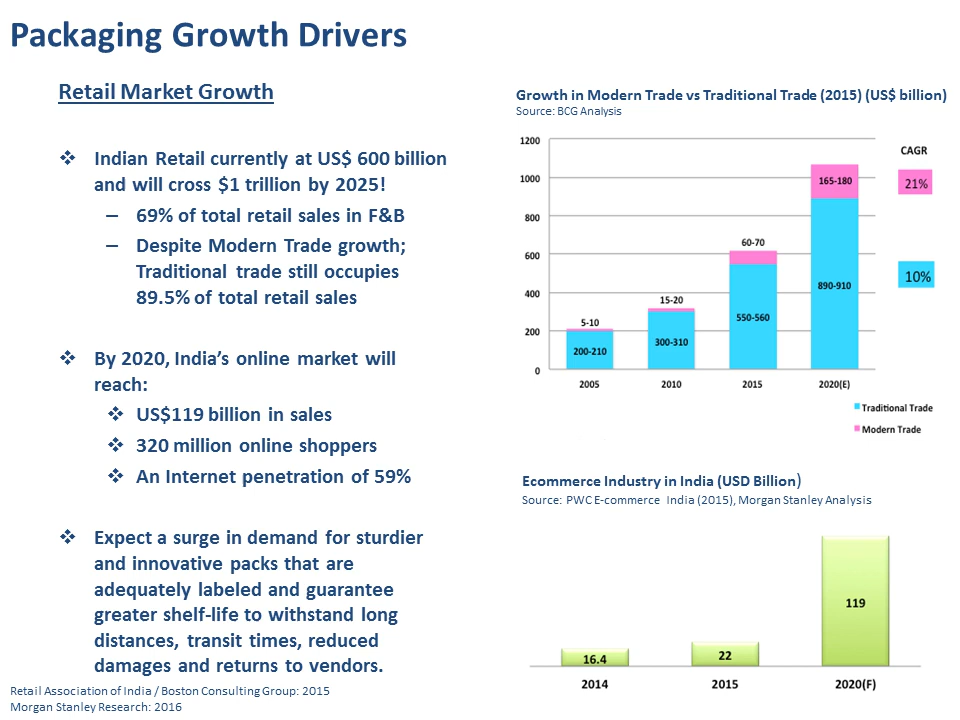 Packaging Growth Drivers
Retail Market Growth
❖ Indian Retail currently at US$ 600 billion
and will cross $1 trillion by 2025!
– 69% of total retail sales in F&B
– Despite Modern Trade growth;
Traditional trade still occupies
89.5% of total retail sales
❖ By 2020, India’s online market will
reach:
❖ US$119 billion in sales
❖ 320 million online shoppers
❖ An Internet penetration of 59%
❖ Expect a surge in demand for sturdier
and innovative packs that are
adequately labeled and guarantee
greater shelf-life to withstand long
distances, transit times, reduced
damages and returns to vendors.
Retail Association of India / Boston Consulting Group: 2015
Morgan Stanley Research: 2016
Growth in Modern Trade vs Traditional Trade (2015) (US$ billion)
Source: BCG Analysis
1200
1000
800
600
400
200
0
5-10
200-210
15-20
300-310
60-70
550-560
165-180
890-910
2005 2010 2015 2020(E)
CAGR
21%
10%
Traditional Trade
Modern Trade
Ecommerce Industry in India (USD Billion)
Source: PWC E-commerce India (2015), Morgan Stanley Analysis
16.4 22 119
2014 2015 2020(F)